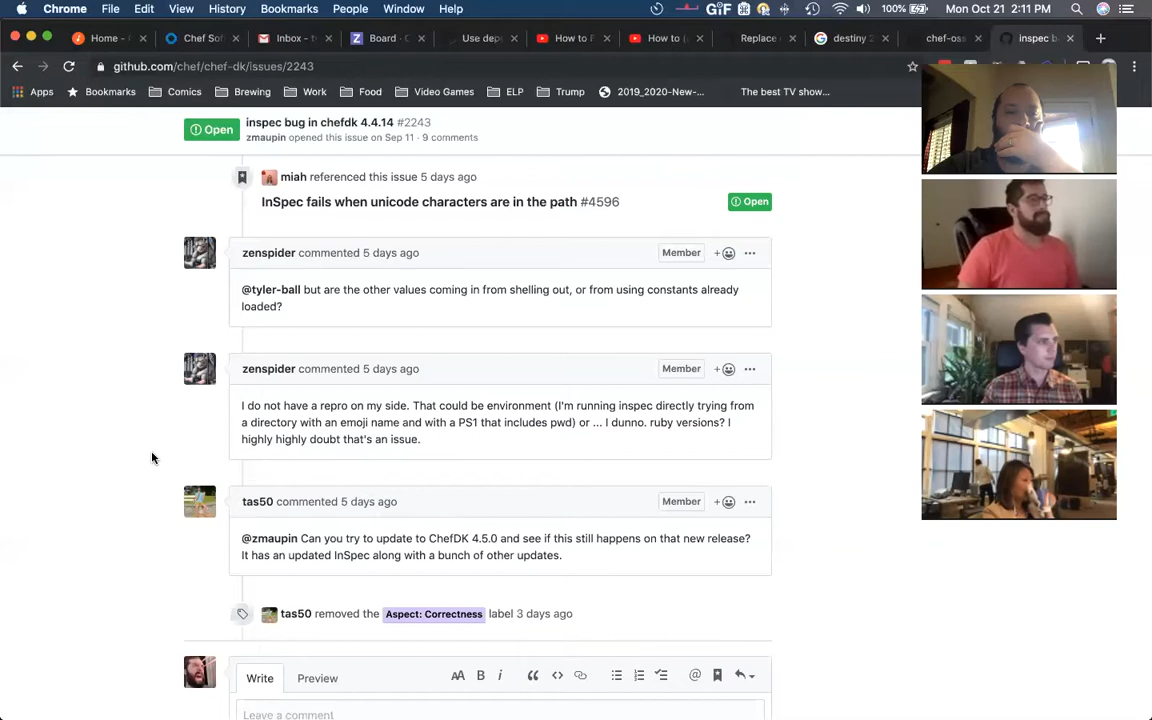 Chrome File Edit View History Bookmarks People Window Help GIF 100% Mon Oct 21 2:11 PM
Home - Chef Sof Inbox - Board - Use dep How to F How to ( Replace destiny 2 chef-oss inspec b
github.com/chef/chef-dk/issues/2243
Apps Bookmarks Comics Brewing Work Food Video Games ELP Trump 2019_2020-New-... The best TV show...
Open inspec bug in chefdk 4.4.14 #2243
zmaupin opened this issue on Sep 11 · 9 comments
miah referenced this issue 5 days ago
InSpec fails when unicode characters are in the path #4596 Open
zenspider commented 5 days ago Member
@tyler-ball but are the other values coming in from shelling out, or from using constants already
loaded?
zenspider commented 5 days ago Member
I do not have a repro on my side. That could be environment (I'm running inspec directly trying from
a directory with an emoji name and with a PS1 that includes pwd) or ... I dunno. ruby versions? I
highly highly doubt that's an issue.
tas50 commented 5 days ago Member
@zmaupin Can you try to update to ChefDK 4.5.0 and see if this still happens on that new release?
It has an updated InSpec along with a bunch of other updates.
tas50 removed the Aspect: Correctness label 3 days ago
Write Preview AA B i
Leave a comment